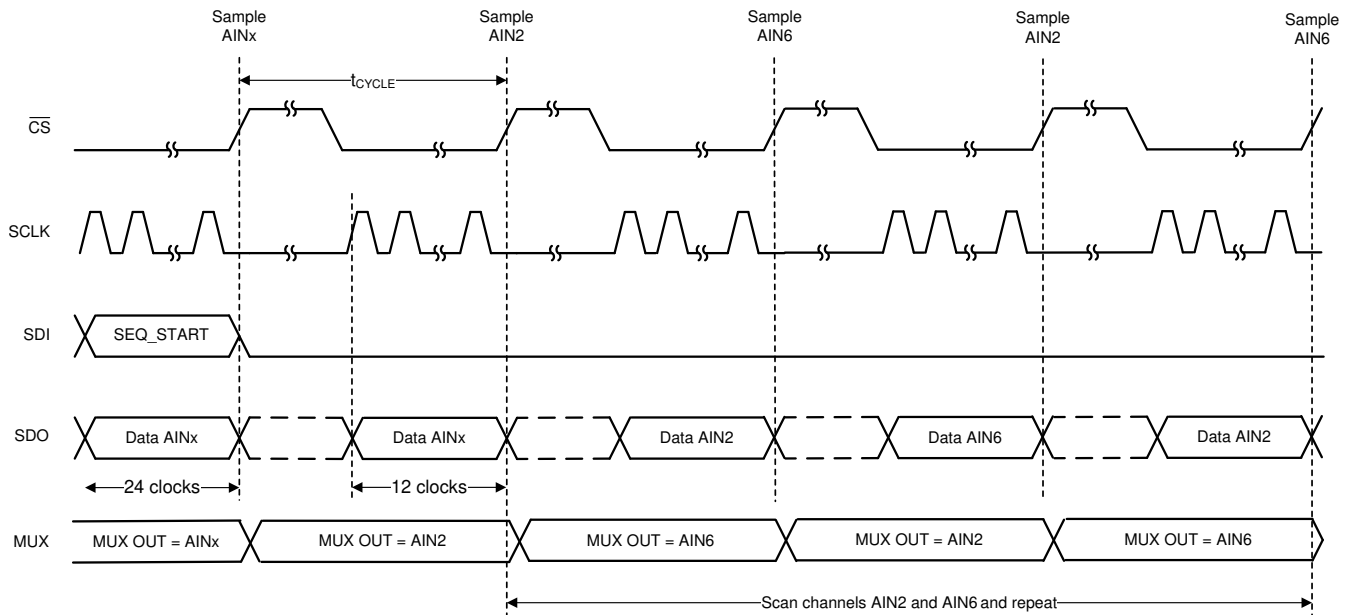 Sample
AINx
Sample
AIN2
Sample
AIN6
Sample
AIN2
Sample
AIN6
tCYCLE
CS
SCLK
SDI
SEQ_START
SDO
Data AINx
Data AINx
Data AIN2
Data AIN6
Data AIN2
24 clocks
12 clocks
MUX
MUX OUT = AINx
MUX OUT = AIN2
MUX OUT = AIN6
MUX OUT = AIN2
MUX OUT = AIN6
Scan channels AIN2 and AIN6 and repeat